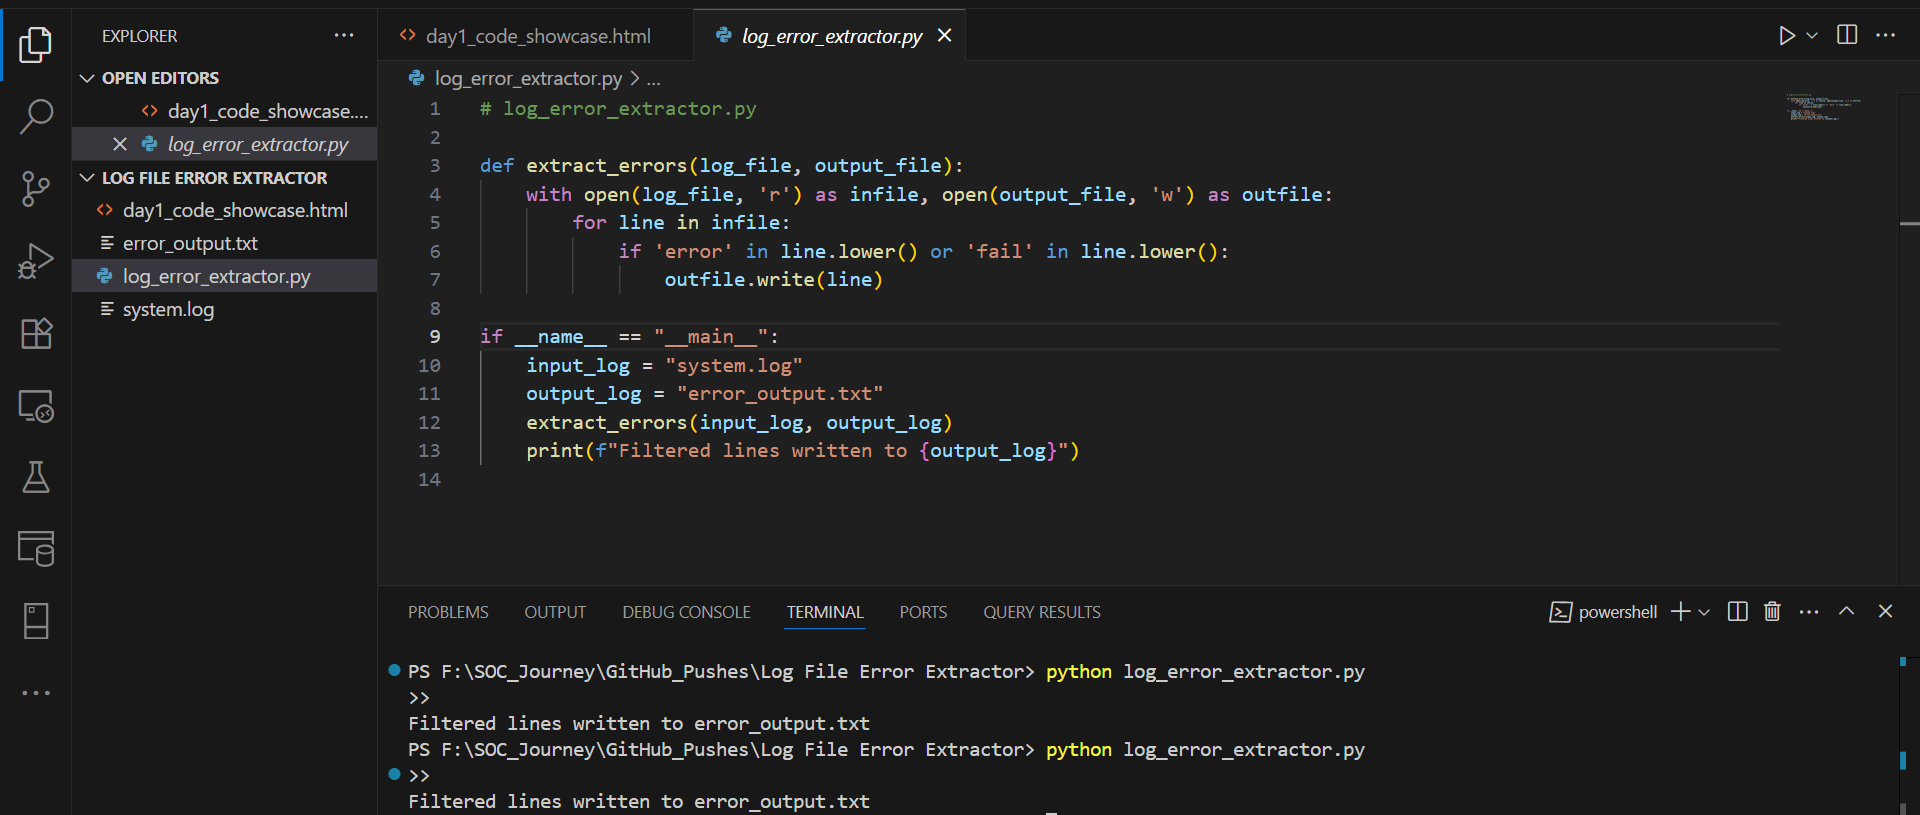 EXPLORER
OPEN EDITORS
day1_code_showcase....
log_error_extractor.py
LOG FILE ERROR EXTRACTOR
day1_code_showcase.html
error_output.txt
log_error_extractor.py
system.log
day1_code_showcase.html
log_error_extractor.py
log_error_extractor.py > ...
1 # log_error_extractor.py
2
3 def extract_errors(log_file, output_file):
4 with open(log_file, 'r') as infile, open(output_file, 'w') as outfile:
5 for line in infile:
6 if 'error' in line.lower() or 'fail' in line.lower():
7 outfile.write(line)
8
9 if __name__ == "__main__":
10 input_log = "system.log"
11 output_log = "error_output.txt"
12 extract_errors(input_log, output_log)
13 print(f"Filtered lines written to {output_log}")
14
PROBLEMS OUTPUT DEBUG CONSOLE TERMINAL PORTS QUERY RESULTS
powershell
PS F:\SOC_Journey\GitHub_Pushes\Log File Error Extractor> python log_error_extractor.py
>>
Filtered lines written to error_output.txt
PS F:\SOC_Journey\GitHub_Pushes\Log File Error Extractor> python log_error_extractor.py
>>
Filtered lines written to error_output.txt